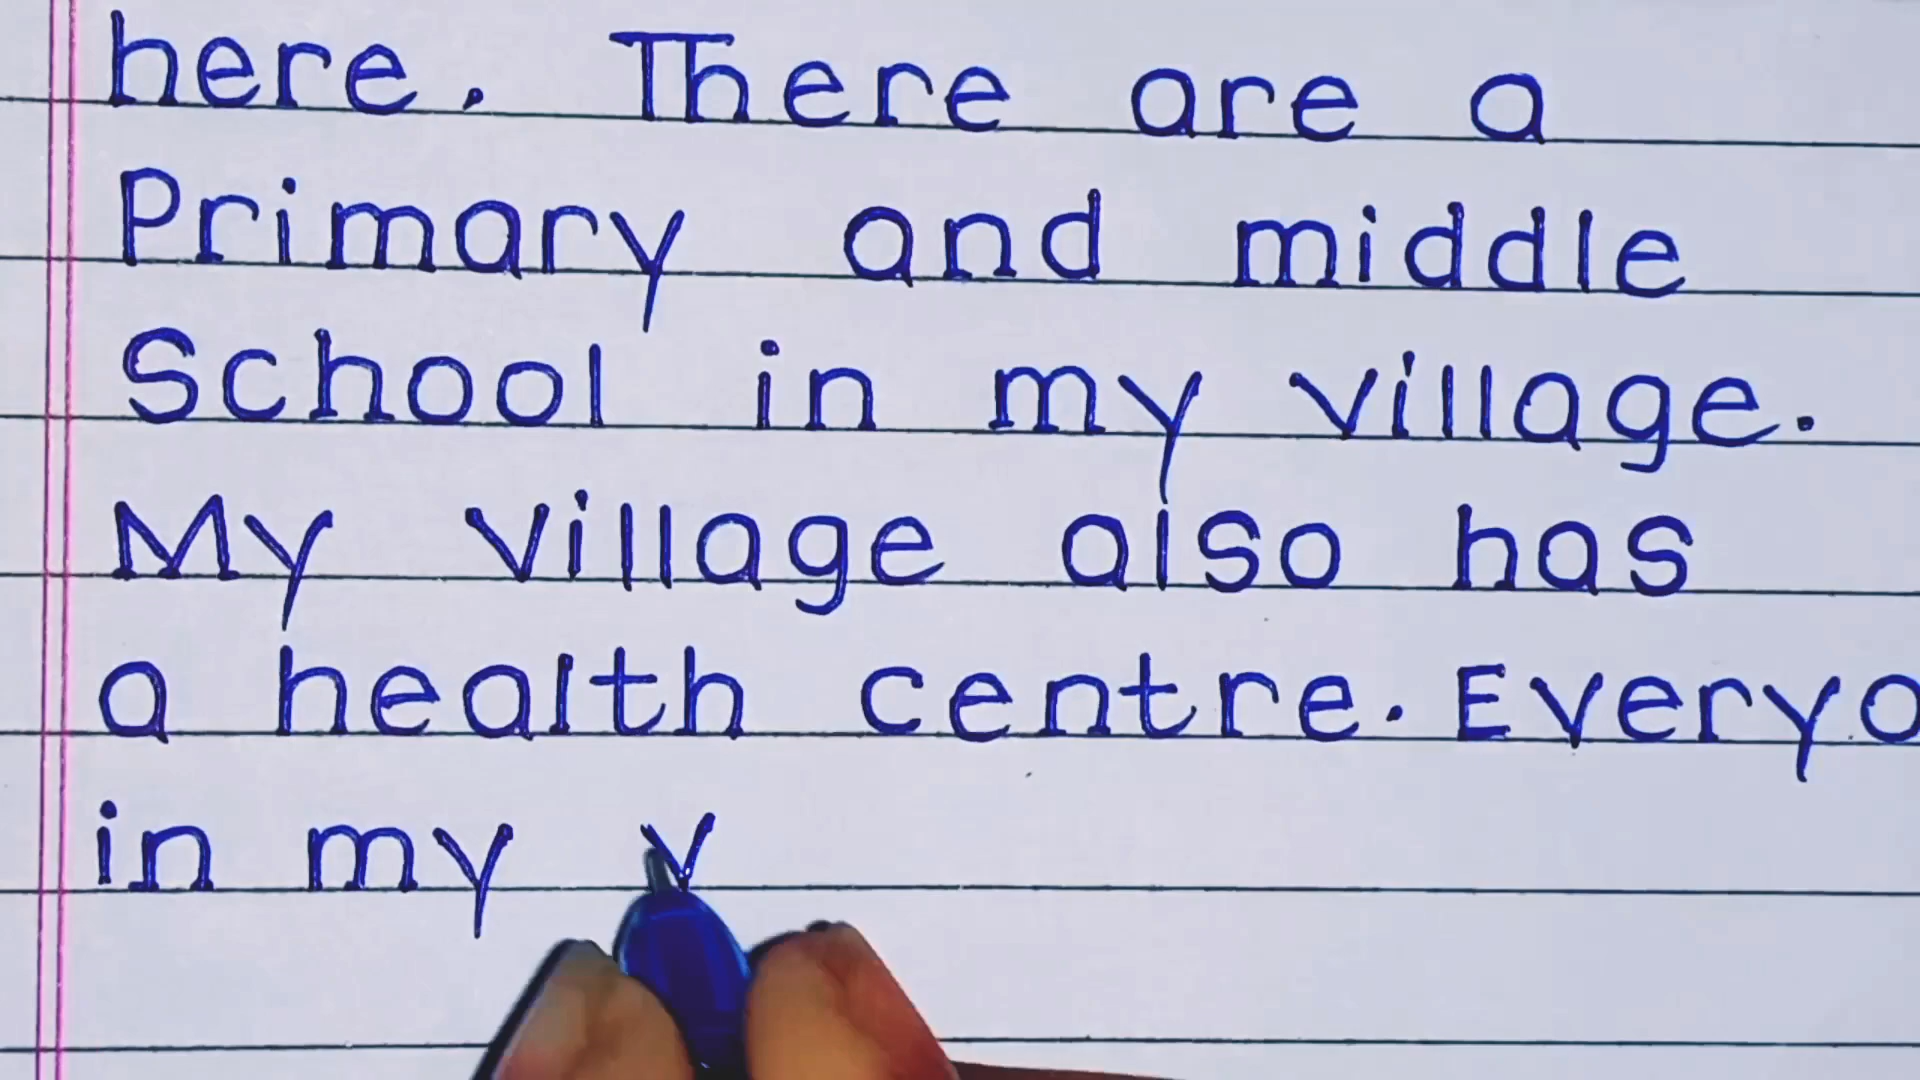 here. There are a
Primary and middle
School in my village.
My village also has
a health centre. Everyo
in my v